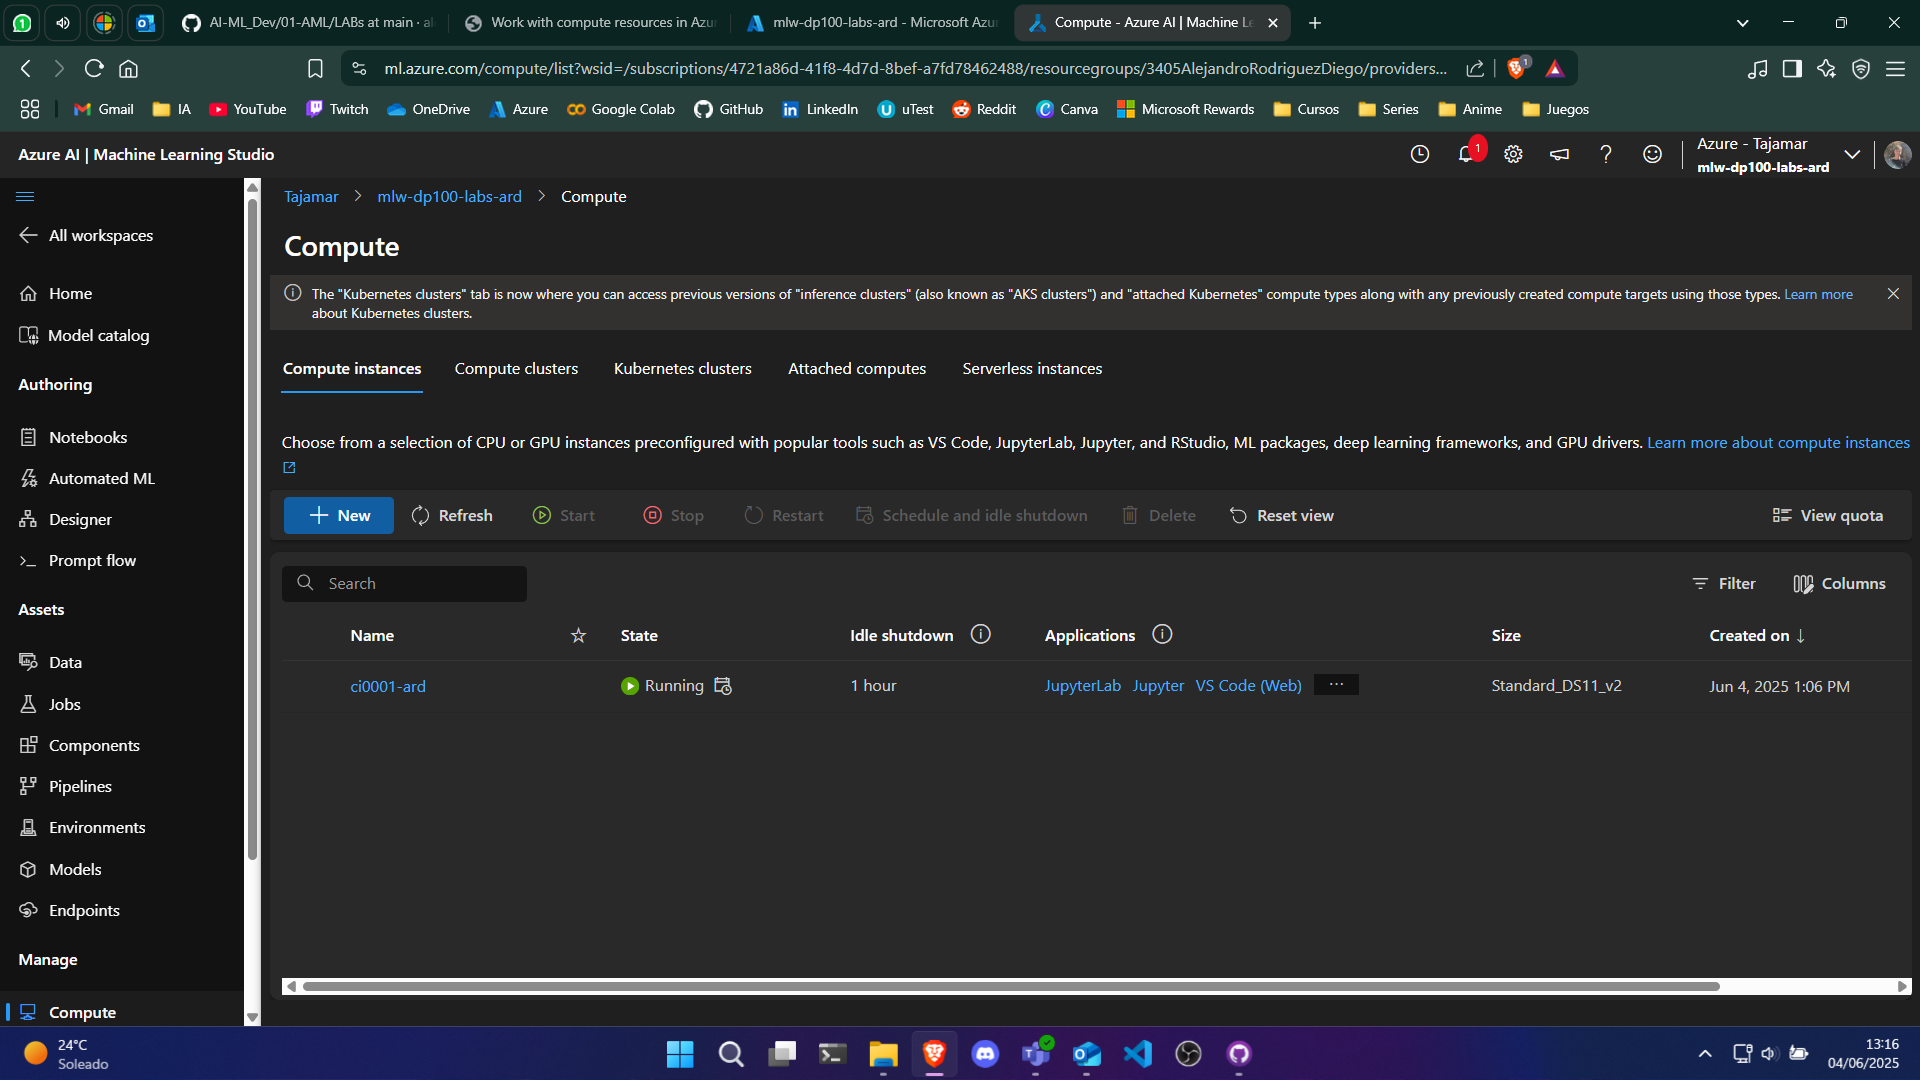 AI-ML_Dev/01-AML/LABs at main · al
Work with compute resources in Azu
mlw-dp100-labs-ard - Microsoft Azur
Compute - Azure AI | Machine Le
ml.azure.com/compute/list?wsid=/subscriptions/4721a86d-41f8-4d7d-8bef-a7fd78462488/resourcegroups/3405AlejandroRodriguezDiego/providers...
1
Gmail
IA
YouTube
Twitch
OneDrive
Azure
Google Colab
GitHub
LinkedIn
uTest
Reddit
Canva
Microsoft Rewards
Cursos
Series
Anime
Juegos
Azure AI | Machine Learning Studio
1
Azure - Tajamar
mlw-dp100-labs-ard
All workspaces
Home
Model catalog
Authoring
Notebooks
Automated ML
Designer
Prompt flow
Assets
Data
Jobs
Components
Pipelines
Environments
Models
Endpoints
Manage
Compute
Tajamar > mlw-dp100-labs-ard > Compute
Compute
The "Kubernetes clusters" tab is now where you can access previous versions of "inference clusters" (also known as "AKS clusters") and "attached Kubernetes" compute types along with any previously created compute targets using those types. Learn more
about Kubernetes clusters.
Compute instances
Compute clusters
Kubernetes clusters
Attached computes
Serverless instances
Choose from a selection of CPU or GPU instances preconfigured with popular tools such as VS Code, JupyterLab, Jupyter, and RStudio, ML packages, deep learning frameworks, and GPU drivers. Learn more about compute instances
New
Refresh
Start
Stop
Restart
Schedule and idle shutdown
Delete
Reset view
View quota
Search
Filter
Columns
Name
State
Idle shutdown
Applications
Size
Created on ↓
ci0001-ard
Running
1 hour
JupyterLab Jupyter VS Code (Web) ...
Standard_DS11_v2
Jun 4, 2025 1:06 PM
24°C
Soleado
13:16
04/06/2025